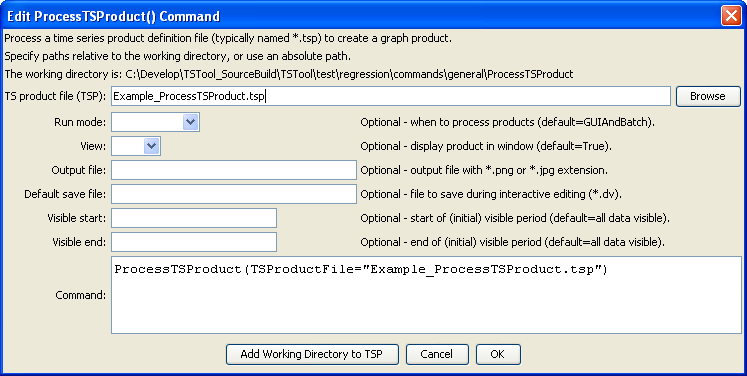 Edit ProcessTSProduct() Command
Process a time series product definition file (typically named *.tsp) to create a graph product.
Specify paths relative to the working directory, or use an absolute path.
The working directory is: C:\Develop\TSTool_SourceBuild\TSTool\test\regression\commands\general\ProcessTSProduct
TS product file (TSP): Example_ProcessTSProduct.tsp Browse
Run mode: Optional - when to process products (default=GUIAndBatch).
View: Optional - display product in window (default=True).
Output file: Optional - output file with *.png or *.jpg extension.
Default save file: Optional - file to save during interactive editing (*.dv).
Visible start: Optional - start of (initial) visible period (default=all data visible).
Visible end: Optional - end of (initial) visible period (default=all data visible).
ProcessTSProduct(TSProductFile="Example_ProcessTSProduct.tsp")
Command:
Add Working Directory to TSP Cancel OK